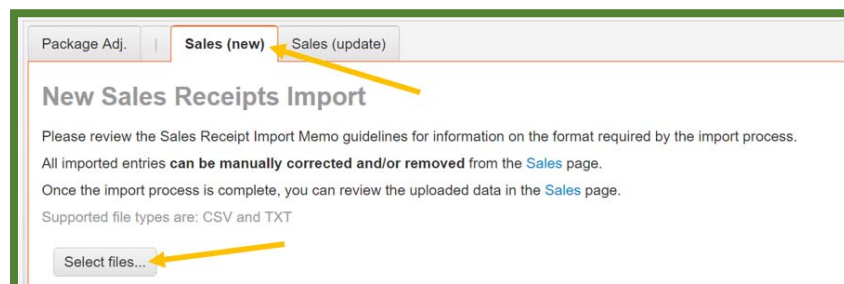 Package Adj. | Sales (new) Sales (update)
New Sales Receipts Import
Please review the Sales Receipt Import Memo guidelines for information on the format required by the import process.
All imported entries can be manually corrected and/or removed from the Sales page.
Once the import process is complete, you can review the uploaded data in the Sales page.
Supported file types are: CSV and TXT
Select files...